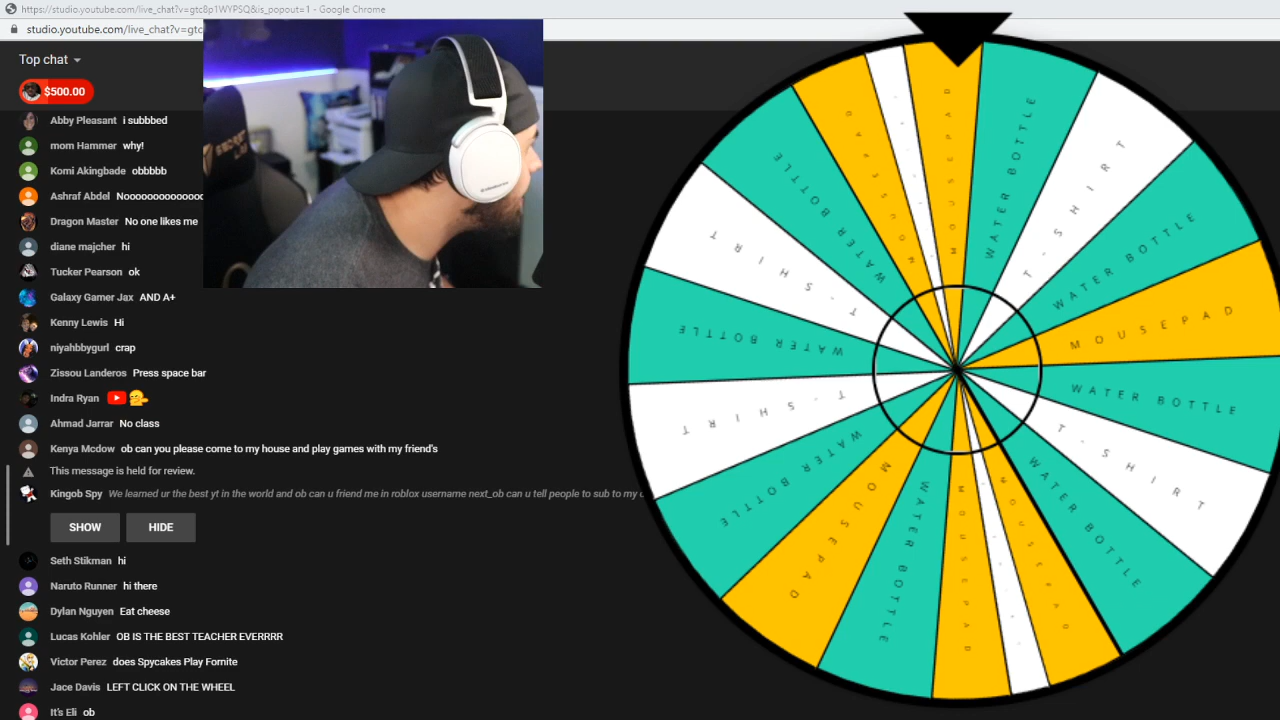 https://studio.youtube.com/live_chat?v=gtc8p1WYPSQ&is_popout=1 - Google Chrome
studio.youtube.com/live_chat?v=gtc
Top chat
$500.00
Abby Pleasant i subbbed
mom Hammer why!
Komi Akingbade obbbbb
Ashraf Abdel Nooooooooooooooo
Dragon Master No one likes me
diane majcher hi
Tucker Pearson ok
Galaxy Gamer Jax AND A+
Kenny Lewis Hi
niyahbbygurl crap
Zissou Landeros Press space bar
Indra Ryan
Ahmad Jarrar No class
Kenya Mcdow ob can you please come to my house and play games with my friend's
This message is held for review.
Kingob Spy We learned ur the best yt in the world and ob can u friend me in roblox username next_ob can u tell people to sub to my
SHOW HIDE
Seth Stikman hi
Naruto Runner hi there
Dylan Nguyen Eat cheese
Lucas Kohler OB IS THE BEST TEACHER EVERRRR
Victor Perez does Spycakes Play Fornite
Jace Davis LEFT CLICK ON THE WHEEL
It's Eli ob
WATER BOTTLE
T-SHIRT
WATER BOTTLE
MOUSEPAD
WATER BOTTLE
T-SHIRT
WATER BOTTLE
MOUSEPAD
MOUSEPAD
WATER BOTTLE
MOUSEPAD
WATER BOTTLE
T-SHIRT
WATER BOTTLE
T-SHIRT
WATER BOTTLE